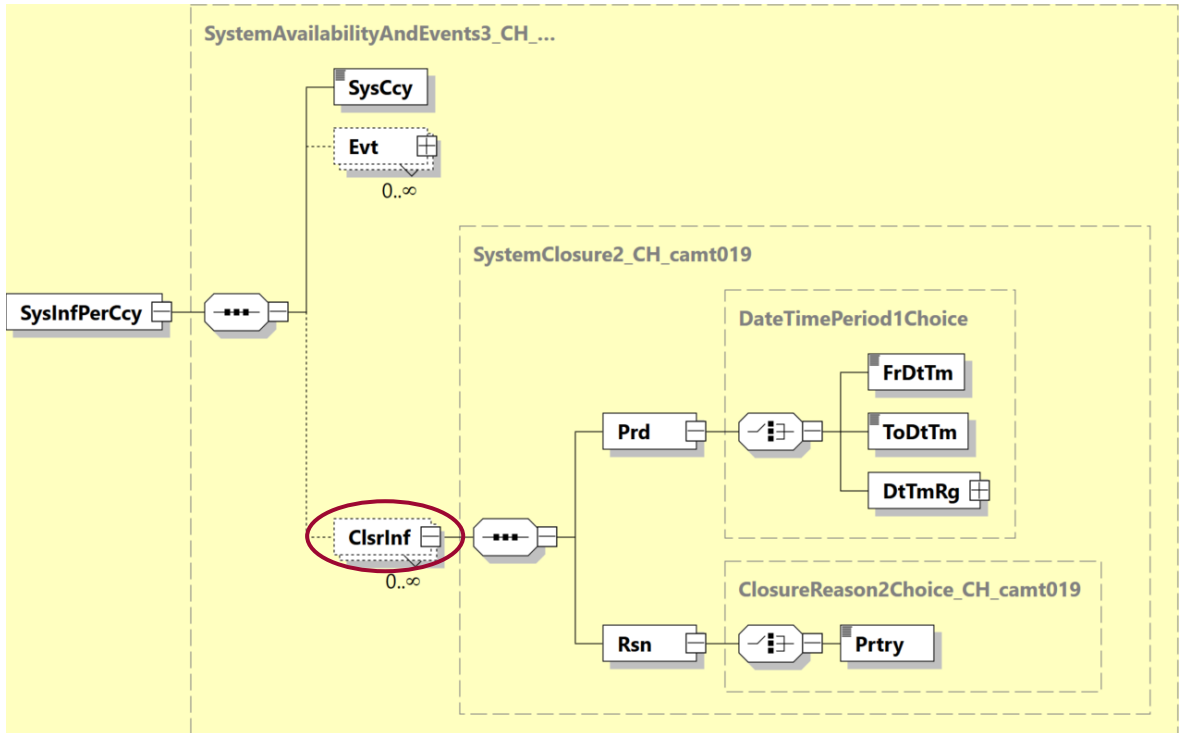 SystemAvailabilityAndEvents3_CH_...
SysCcy
Evt
0..∞
SystemClosure2_CH_camt019
SysInfPerCcy
DateTimePeriod1Choice
FrDtTm
Prd
ToDtTm
DtTmRg
ClsrInf
0..∞
ClosureReason2Choice_CH_camt019
Rsn
Prtry